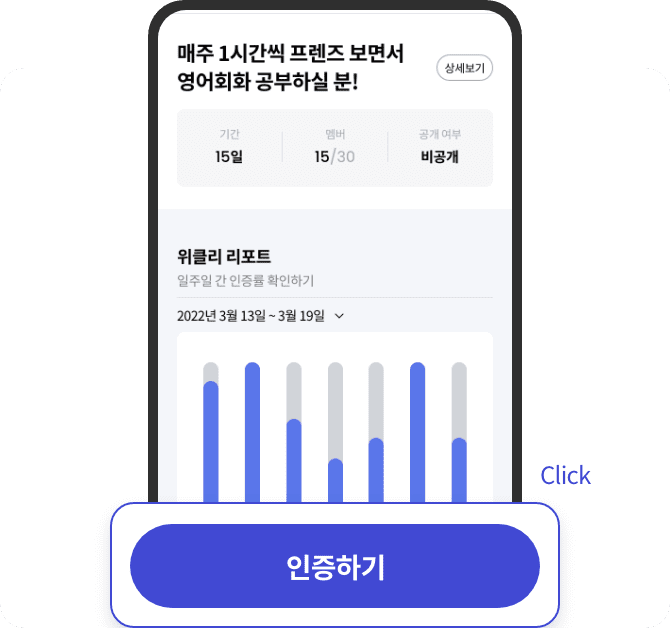 매주 1시간씩 프렌즈 보면서
영어회화 공부하실 분!
상세보기
기간
멤버
공개 여부
15일
15/30
비공개
위클리 리포트
일주일 간 인증률 확인하기
2022년 3월 13일 ~ 3월 19일
Click
인증하기